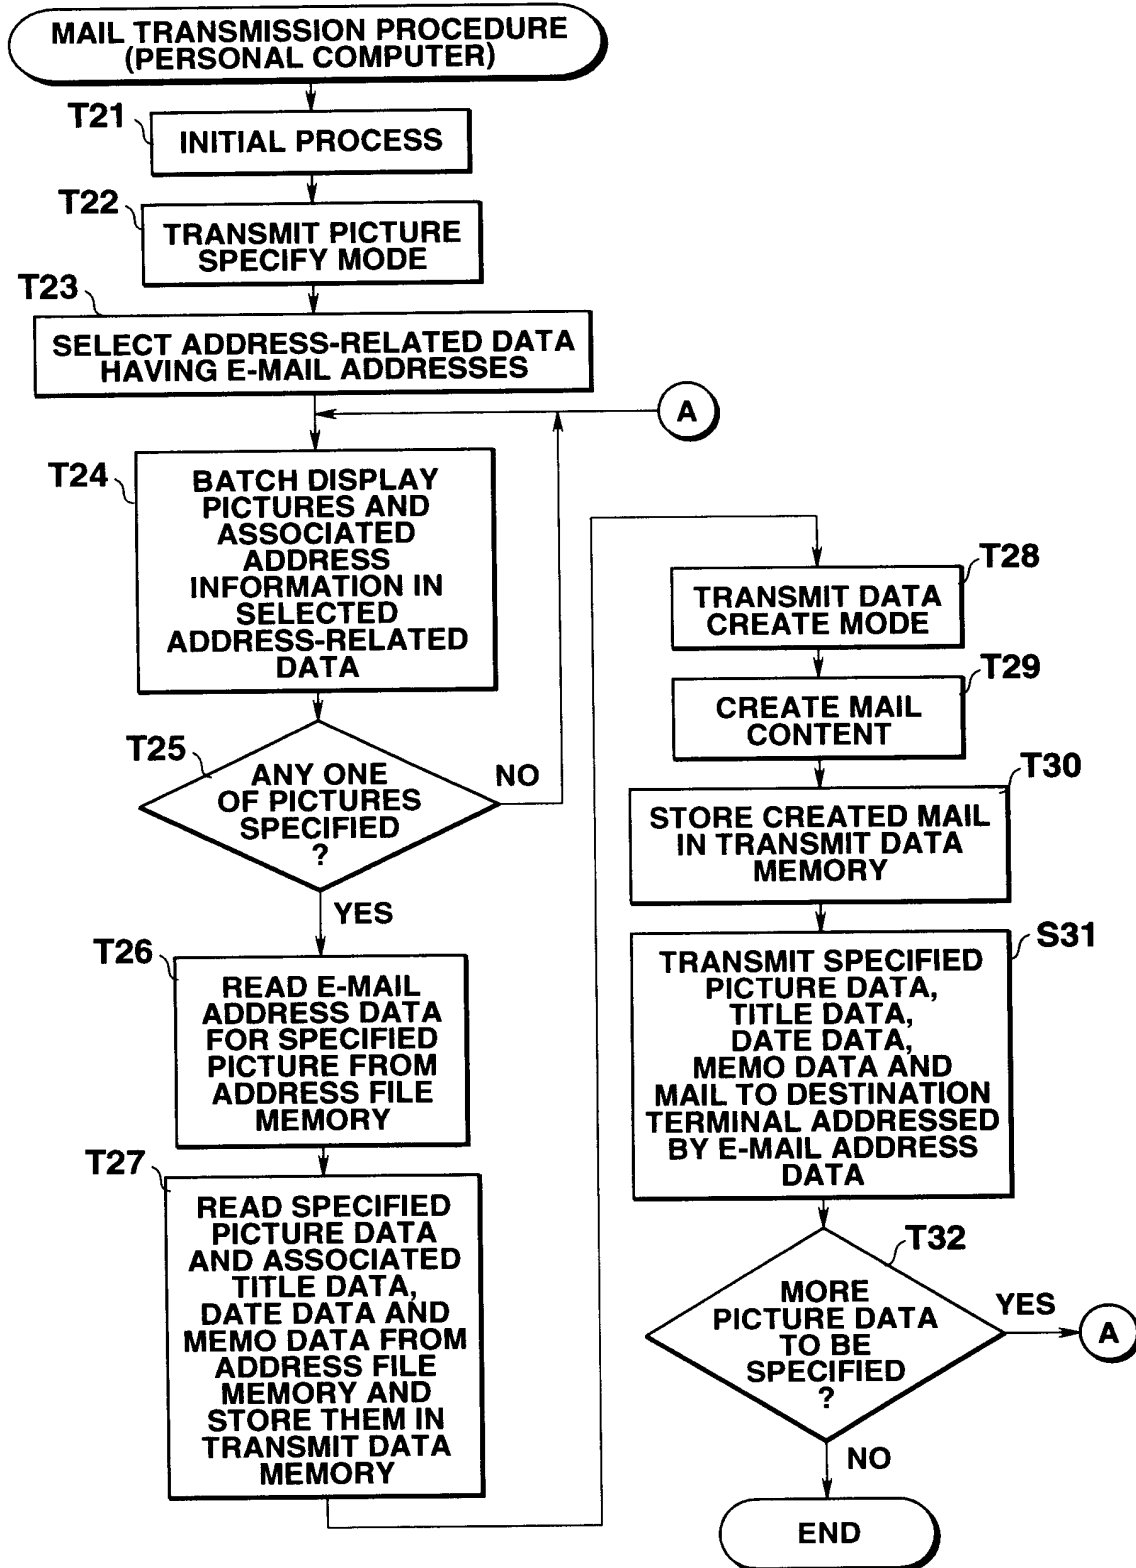 MAIL TRANSMISSION PROCEDURE
(PERSONAL COMPUTER)
T21
INITIAL PROCESS
T22
TRANSMIT PICTURE
SPECIFY MODE
T23
SELECT ADDRESS-RELATED DATA
HAVING E-MAIL ADDRESSES
A
T24
BATCH DISPLAY
PICTURES AND
ASSOCIATED
ADDRESS
INFORMATION IN
SELECTED
ADDRESS-RELATED
DATA
T25
ANY ONE
OF PICTURES
SPECIFIED
?
NO
YES
T26
READ E-MAIL
ADDRESS DATA
FOR SPECIFIED
PICTURE FROM
ADDRESS FILE
MEMORY
T27
READ SPECIFIED
PICTURE DATA
AND ASSOCIATED
TITLE DATA,
DATE DATA AND
MEMO DATA FROM
ADDRESS FILE
MEMORY AND
STORE THEM IN
TRANSMIT DATA
MEMORY
T28
TRANSMIT DATA
CREATE MODE
T29
CREATE MAIL
CONTENT
T30
STORE CREATED MAIL
IN TRANSMIT DATA
MEMORY
S31
TRANSMIT SPECIFIED
PICTURE DATA,
TITLE DATA,
DATE DATA,
MEMO DATA AND
MAIL TO DESTINATION
TERMINAL ADDRESSED
BY E-MAIL ADDRESS
DATA
T32
MORE
PICTURE DATA
TO BE
SPECIFIED
?
YES
A
NO
END